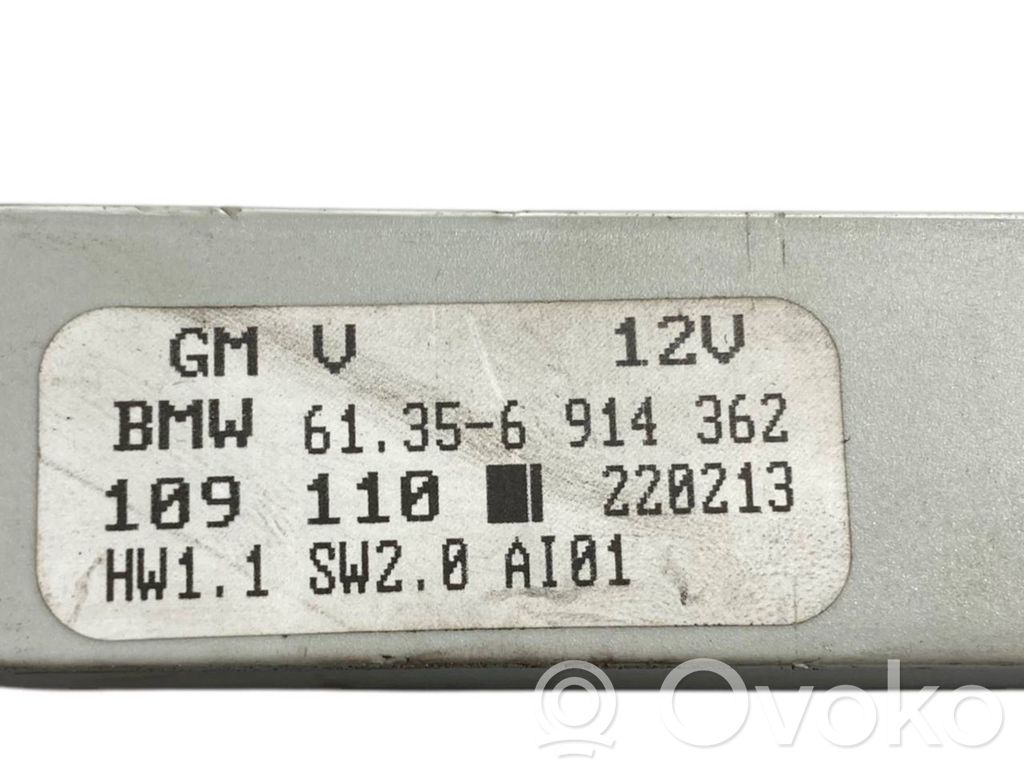 GM V 12V
BMW 61.35-6 914 362
109 110 220213
HW1.1 SW2.0 AI01
Ovoko